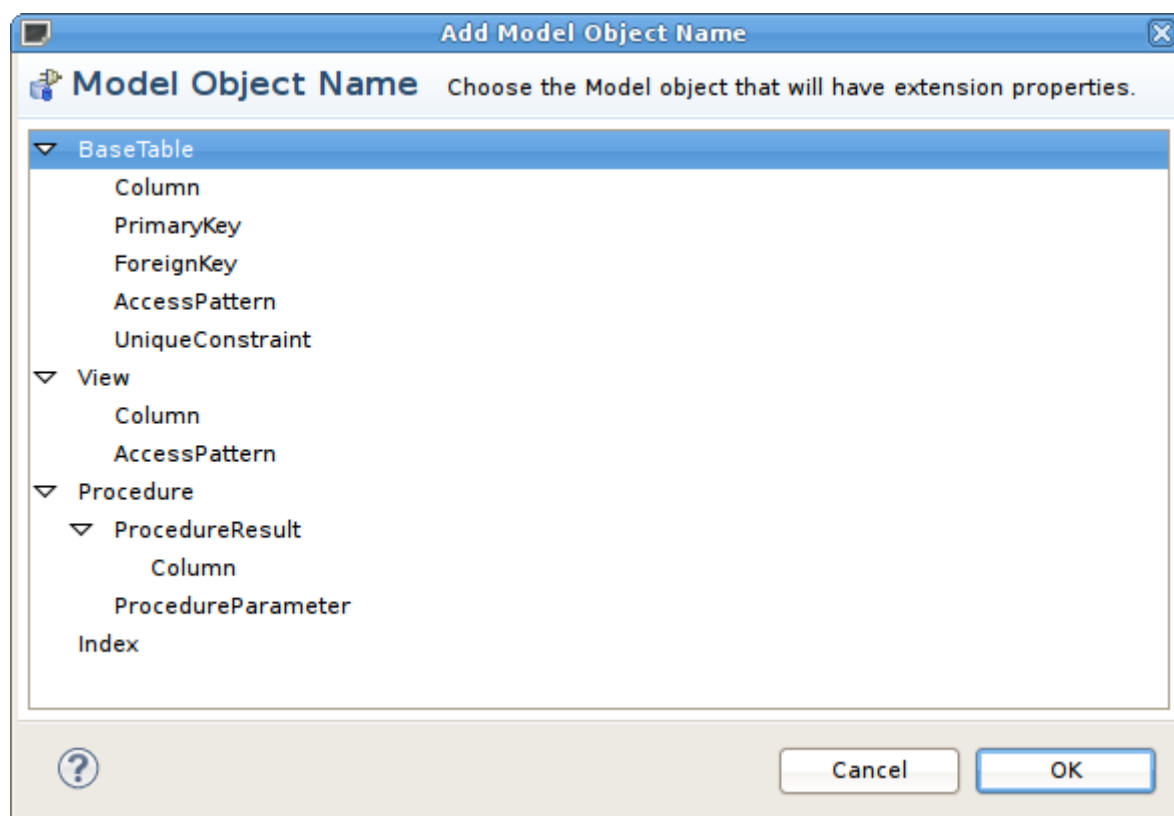 Add Model Object Name
Model Object Name Choose the Model object that will have extension properties.
BaseTable
Column
PrimaryKey
ForeignKey
AccessPattern
UniqueConstraint
View
Column
AccessPattern
Procedure
ProcedureResult
Column
ProcedureParameter
Index
? Cancel OK